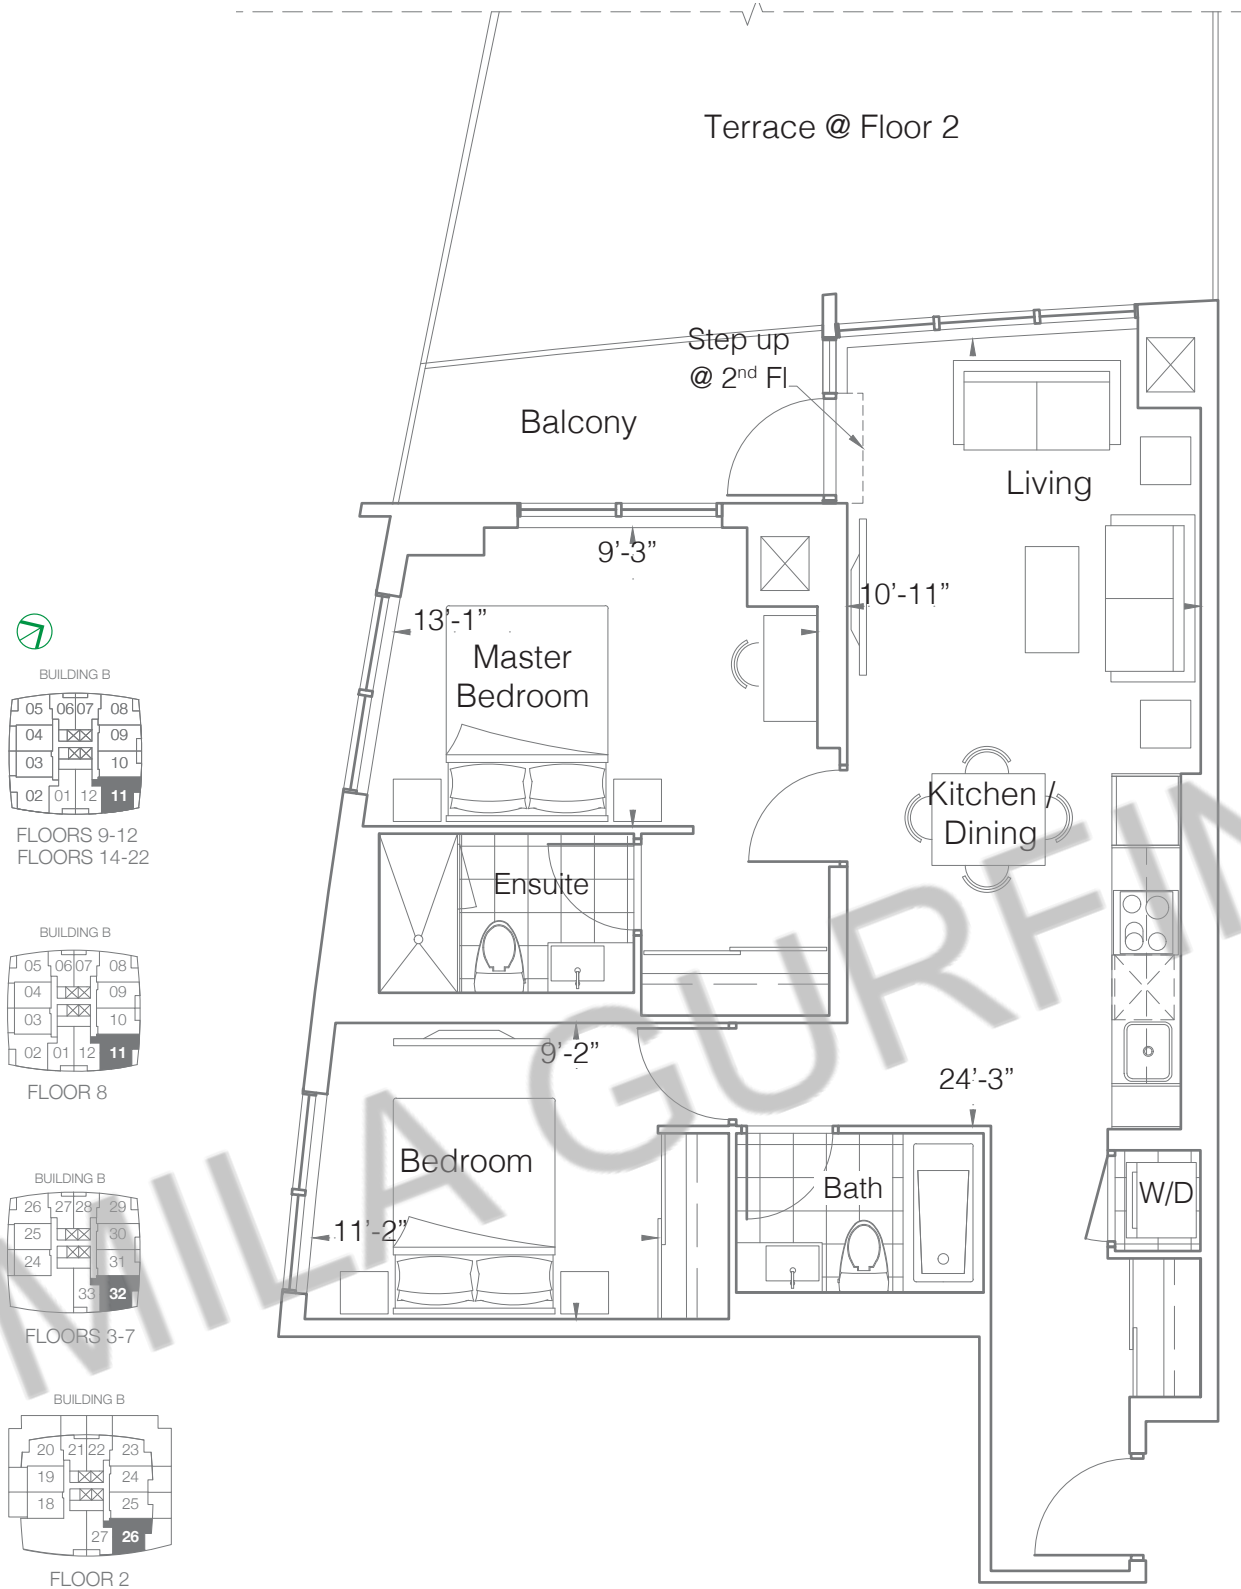 Terrace @ Floor 2
Step up
@ 2nd Fl
Balcony
Living
9'-3"
13'-1"
10'-11"
Master
Bedroom
Kitchen /
Dining
Ensuite
9'-2"
24'-3"
Bedroom
Bath
W/D
11'-2"
BUILDING B
05 06 07 08
04 09
03 10
02 01 12 11
FLOORS 9-12
FLOORS 14-22
BUILDING B
05 06 07 08
04 09
03 10
02 01 12 11
FLOOR 8
BUILDING B
26 27 28 29
25 30
24 31
33 32
FLOORS 3-7
BUILDING B
20 21 22 23
19 24
18 25
27 26
FLOOR 2
MILA GURFIN